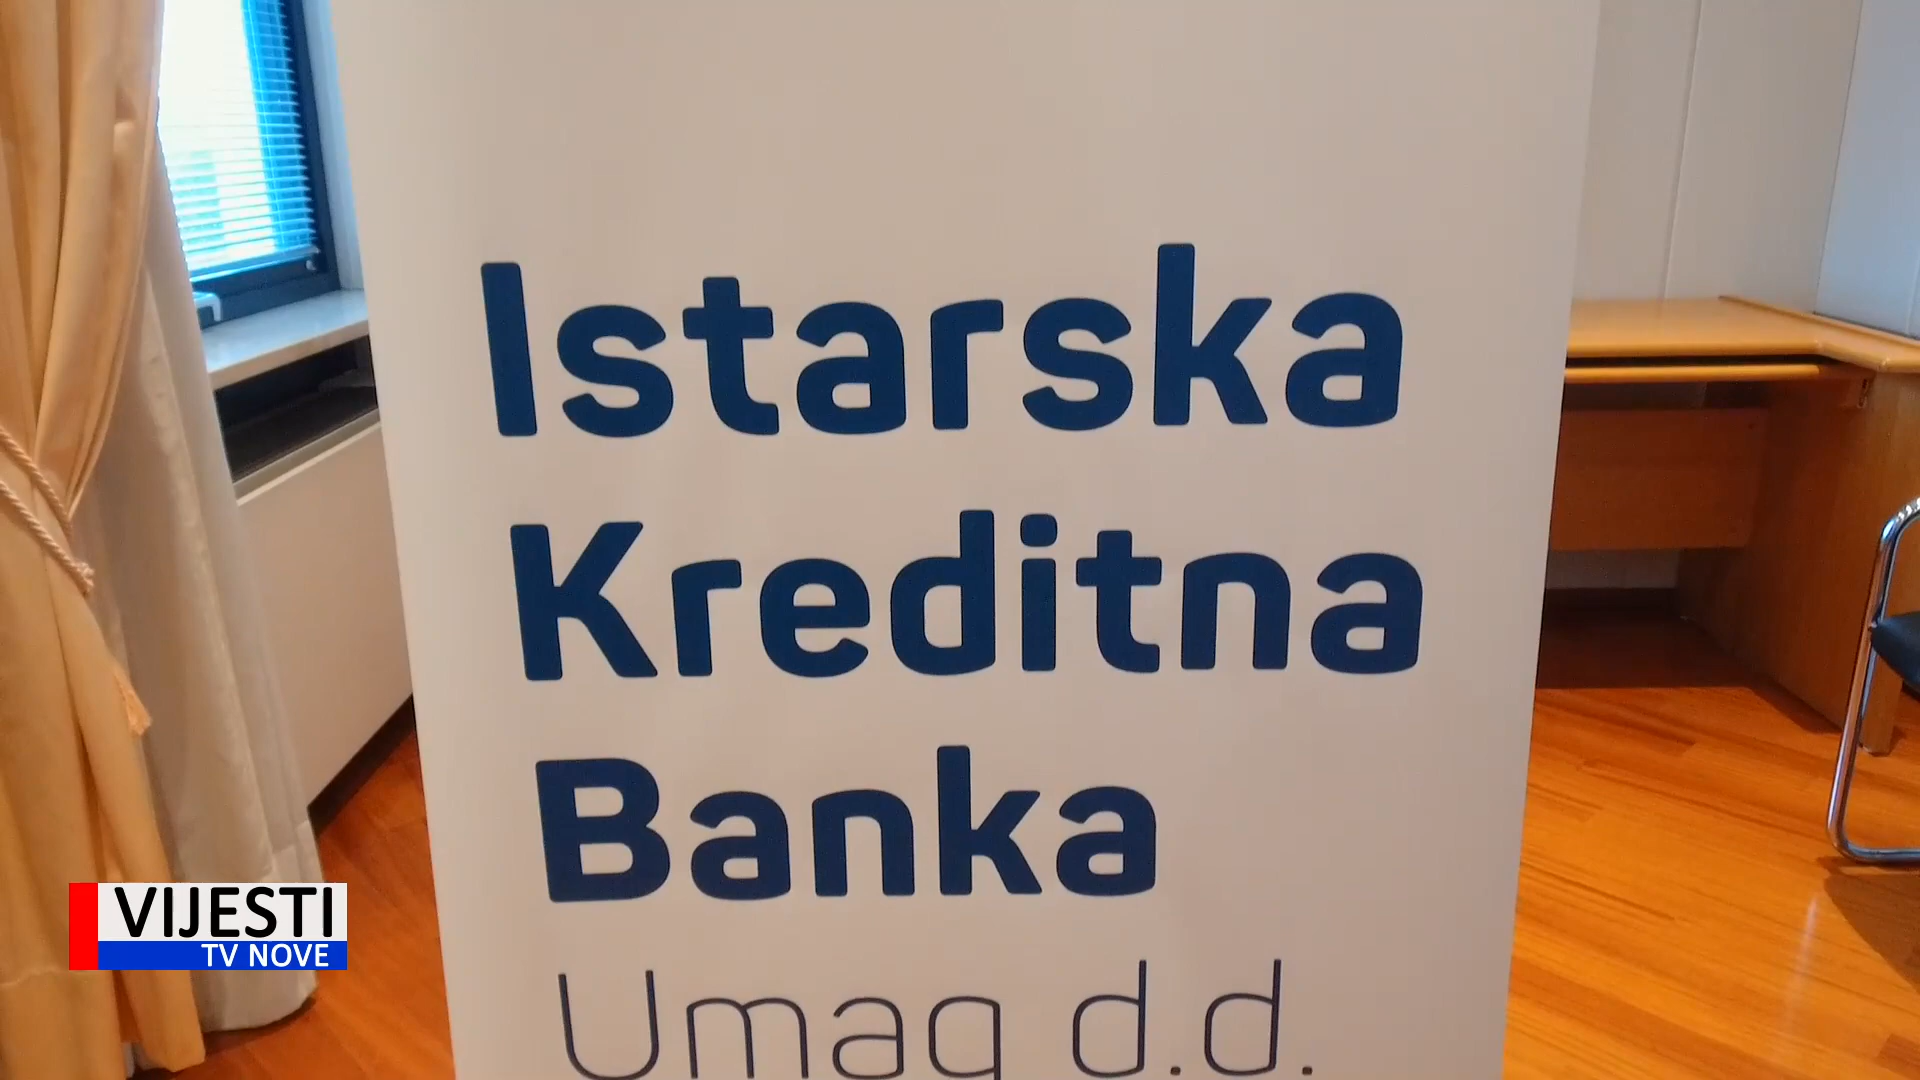 Istarska
Kreditna
Banka
Umag d.d.
VIJESTI
TV NOVE